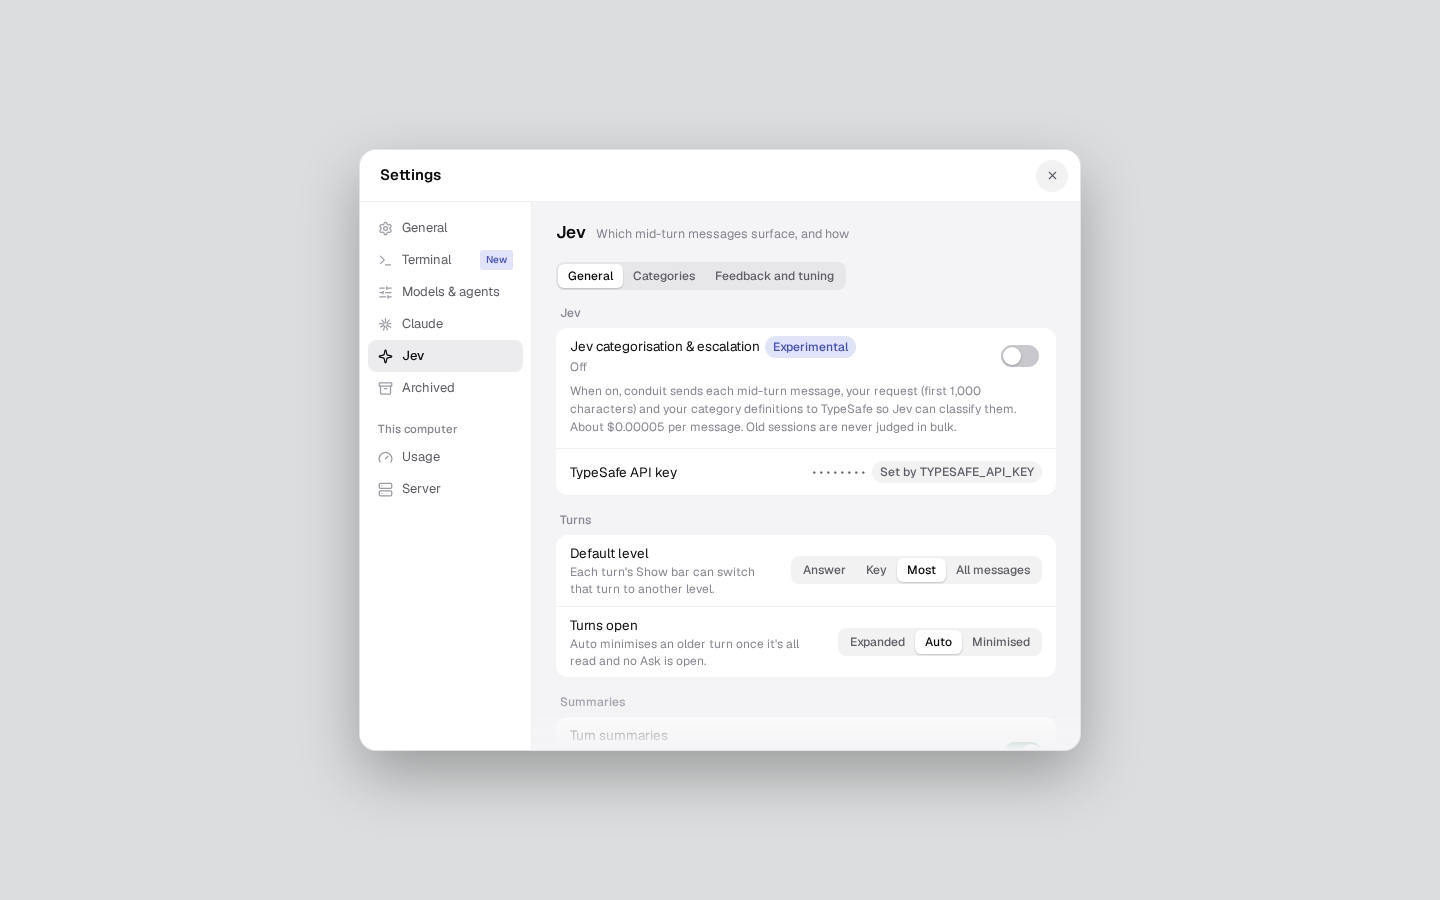 Settings
General
Terminal New
Models & agents
Claude
Jev
Archived
This computer
Usage
Server
Jev Which mid-turn messages surface, and how
General Categories Feedback and tuning
Jev
Jev categorisation & escalation Experimental
Off
When on, conduit sends each mid-turn message, your request (first 1,000
characters) and your category definitions to TypeSafe so Jev can classify them.
About $0.00005 per message. Old sessions are never judged in bulk.
TypeSafe API key •••••••• Set by TYPESAFE_API_KEY
Turns
Default level
Each turn's Show bar can switch
that turn to another level.
Answer Key Most All messages
Turns open
Auto minimises an older turn once it's all
read and no Ask is open.
Expanded Auto Minimised
Summaries
Turn summaries